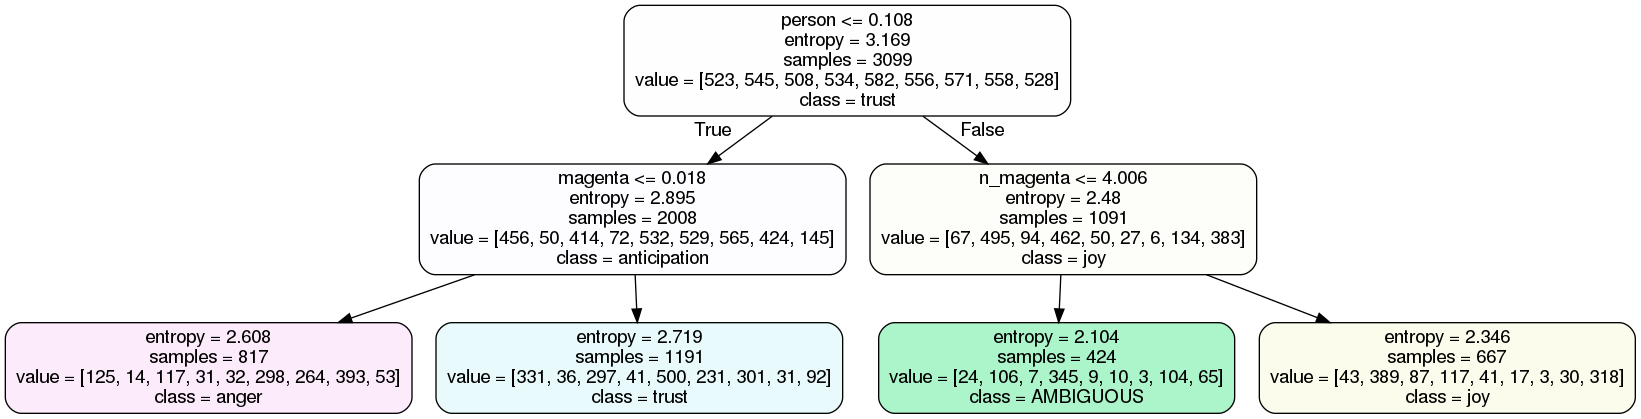 person <= 0.108
entropy = 3.169
samples = 3099
value = [523, 545, 508, 534, 582, 556, 571, 558, 528]
class = trust
True
False
magenta <= 0.018
entropy = 2.895
samples = 2008
value = [456, 50, 414, 72, 532, 529, 565, 424, 145]
class = anticipation
n_magenta <= 4.006
entropy = 2.48
samples = 1091
value = [67, 495, 94, 462, 50, 27, 6, 134, 383]
class = joy
entropy = 2.608
samples = 817
value = [125, 14, 117, 31, 32, 298, 264, 393, 53]
class = anger
entropy = 2.719
samples = 1191
value = [331, 36, 297, 41, 500, 231, 301, 31, 92]
class = trust
entropy = 2.104
samples = 424
value = [24, 106, 7, 345, 9, 10, 3, 104, 65]
class = AMBIGUOUS
entropy = 2.346
samples = 667
value = [43, 389, 87, 117, 41, 17, 3, 30, 318]
class = joy